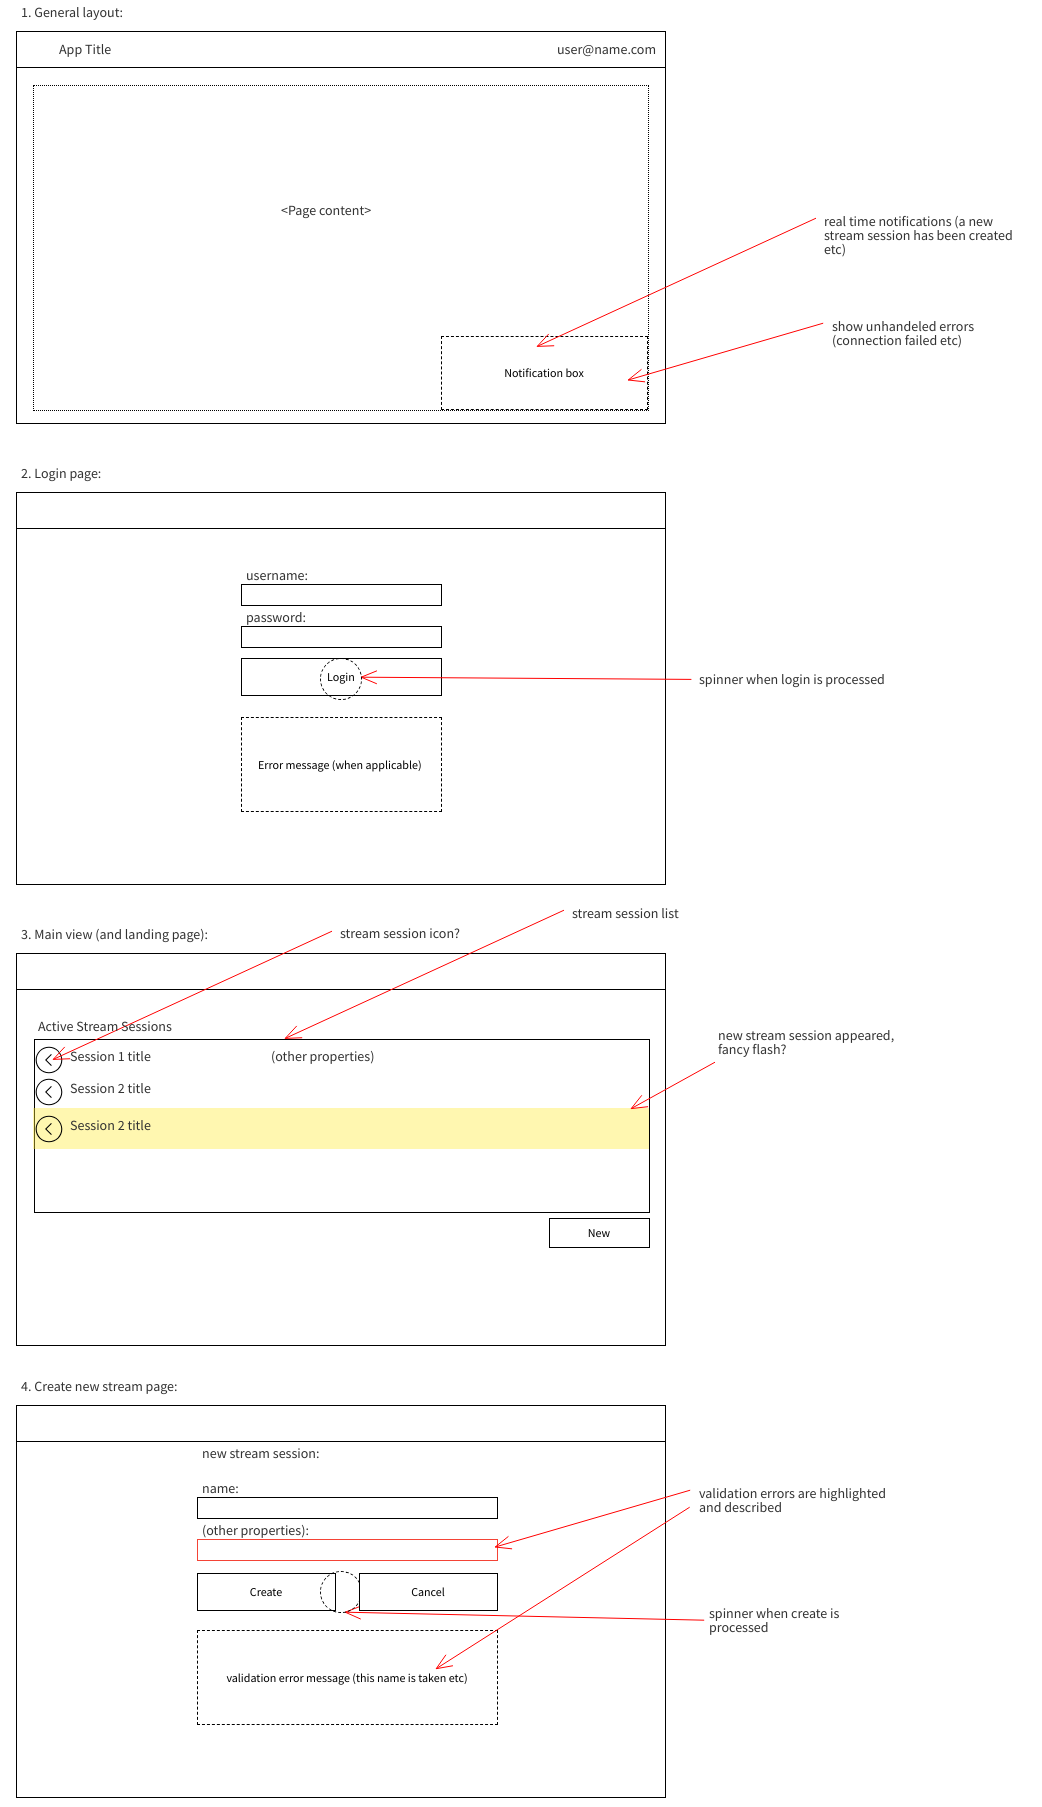 1. General layout:
App Title
user@name.com
<Page content>
real time notifications (a new
stream session has been created
etc)
show unhandeled errors
(connection failed etc)
Notification box
2. Login page:
username:
password:
Login
spinner when login is processed
Error message (when applicable)
stream session list
3. Main view (and landing page):
stream session icon?
Active Stream Sessions
new stream session appeared,
fancy flash?
Session 1 title
(other properties)
Session 2 title
Session 2 title
New
4. Create new stream page:
new stream session:
name:
validation errors are highlighted
and described
(other properties):
Create
Cancel
spinner when create is
processed
validation error message (this name is taken etc)